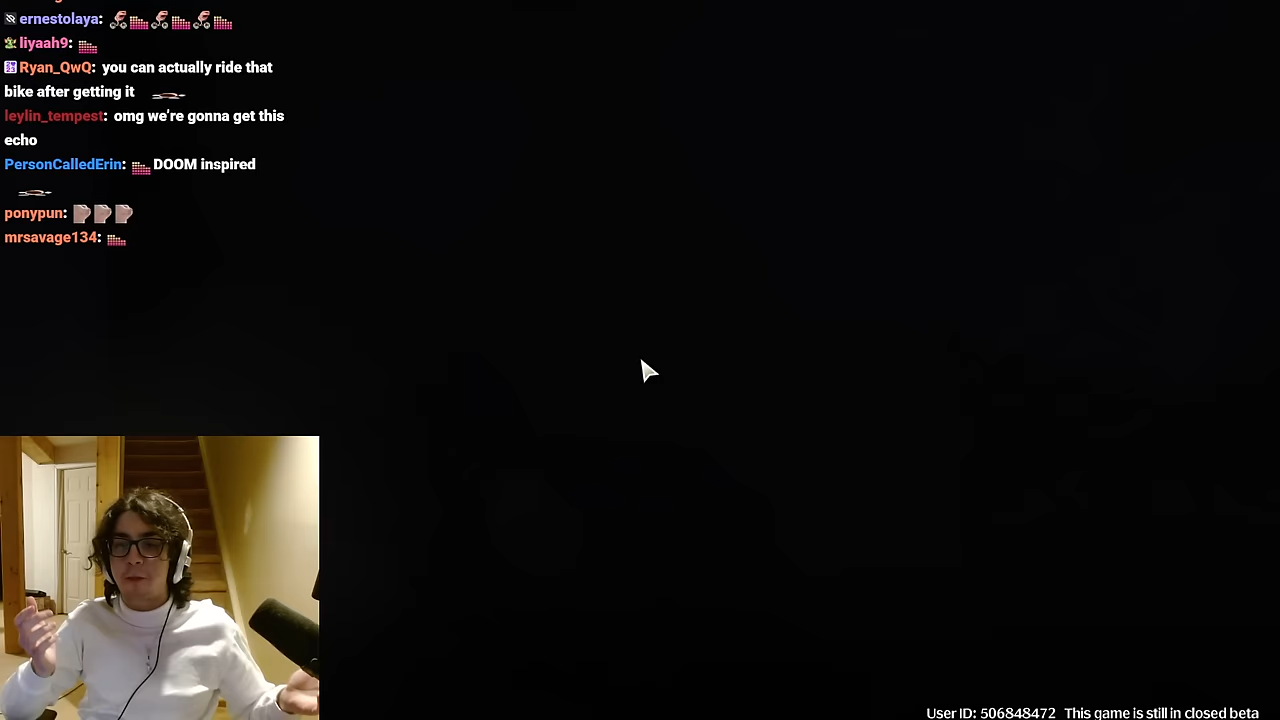 ernestolaya:
liyaah9:
Ryan_QwQ: you can actually ride that
bike after getting it
leylin_tempest: omg we're gonna get this
echo
PersonCalledErin: DOOM inspired
ponypun:
mrsavage134:
User ID: 506848472 This game is still in closed beta